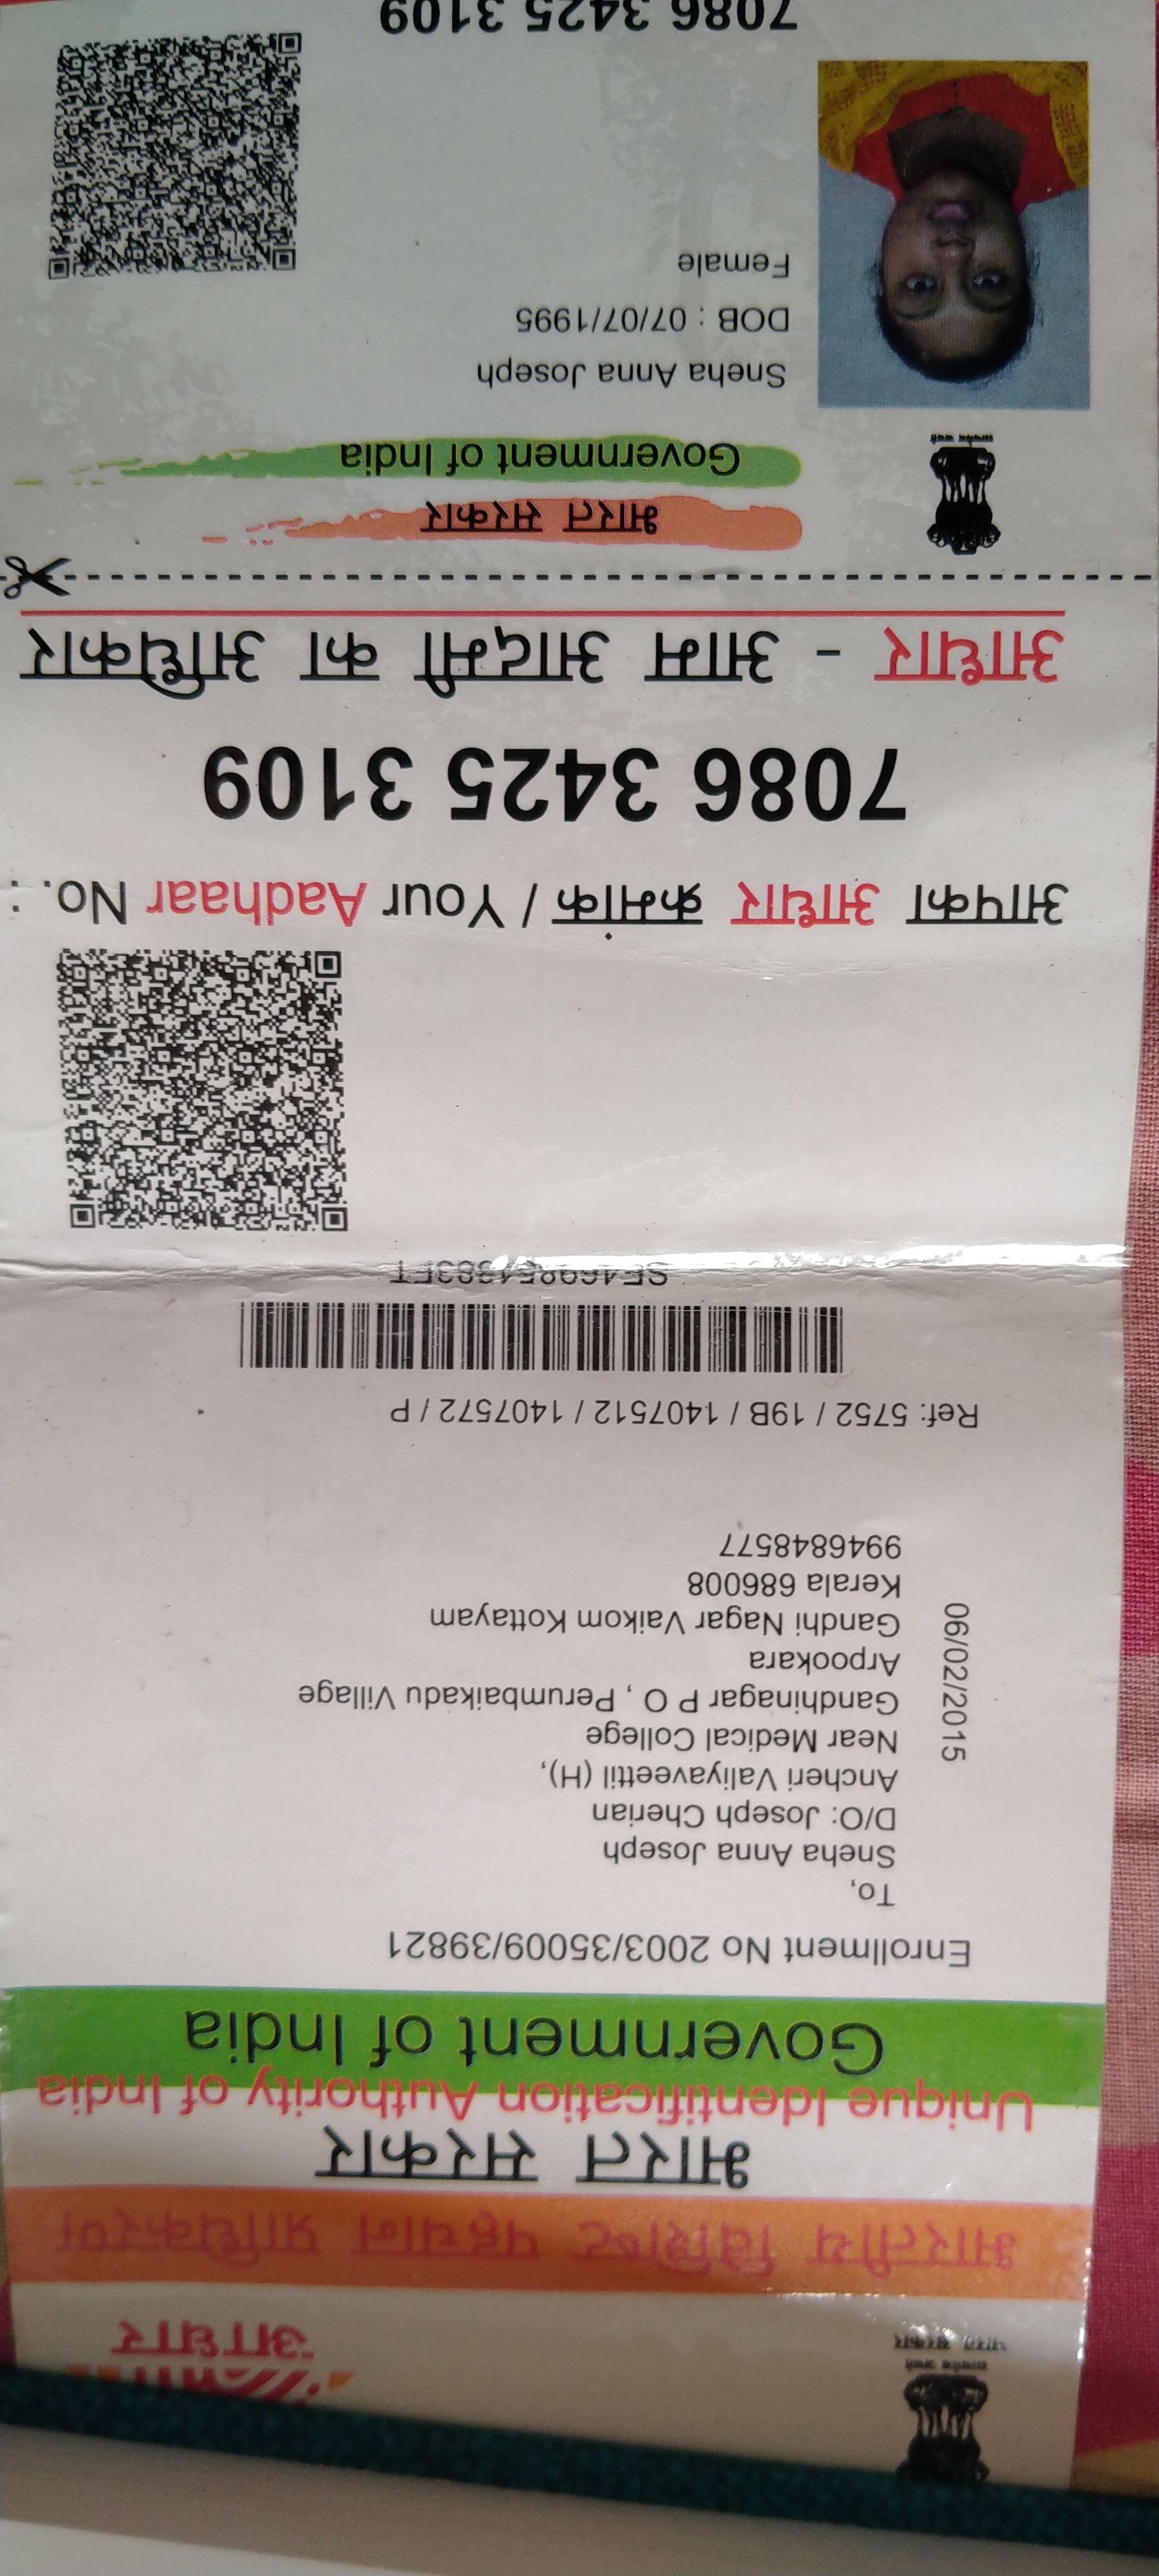 आधार
भारतीय विशिष्ट पहचान प्राधिकरण
भारत सरकार
Unique Identification Authority of India
Government of India
Enrollment No 2003/35009/39821
To,
Sneha Anna Joseph
D/O: Joseph Cherian
Ancheri Valiyaveettil (H),
Near Medical College
Gandhinagar P O , Perumbaikadu Village
Arpookara
Gandhi Nagar Vaikom Kottayam
Kerala 686008
9946848577
06/02/2015
Ref: 5752 / 19B / 1407512 / 1407572 / P
आपका आधार क्रमांक / Your Aadhaar No. :
7086 3425 3109
आधार - आम आदमी का अधिकार
भारत सरकार
Government of India
Sneha Anna Joseph
DOB : 07/07/1995
Female
7086 3425 3109